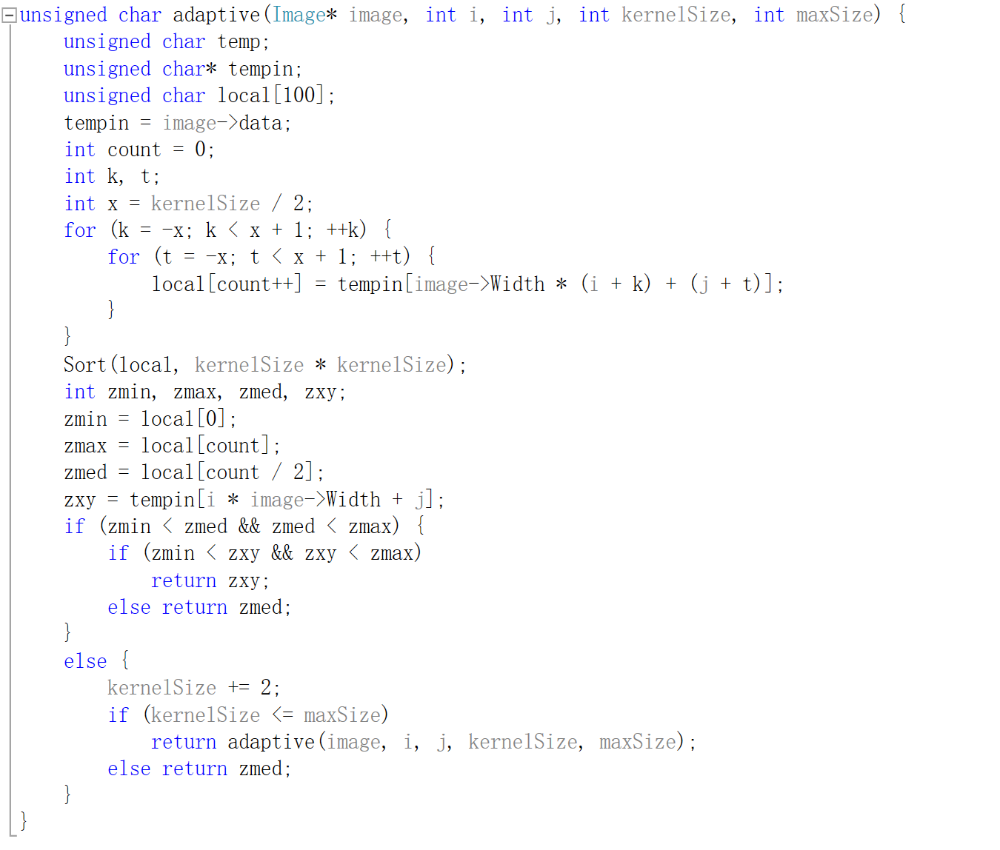 unsigned char adaptive(Image* image, int i, int j, int kernelSize, int maxSize) {
    unsigned char temp;
    unsigned char* tempin;
    unsigned char local[100];
    tempin = image->data;
    int count = 0;
    int k, t;
    int x = kernelSize / 2;
    for (k = -x; k < x + 1; ++k) {
        for (t = -x; t < x + 1; ++t) {
            local[count++] = tempin[image->Width * (i + k) + (j + t)];
        }
    }
    Sort(local, kernelSize * kernelSize);
    int zmin, zmax, zmed, zxy;
    zmin = local[0];
    zmax = local[count];
    zmed = local[count / 2];
    zxy = tempin[i * image->Width + j];
    if (zmin < zmed && zmed < zmax) {
        if (zmin < zxy && zxy < zmax)
            return zxy;
        else return zmed;
    }
    else {
        kernelSize += 2;
        if (kernelSize <= maxSize)
            return adaptive(image, i, j, kernelSize, maxSize);
        else return zmed;
    }
}